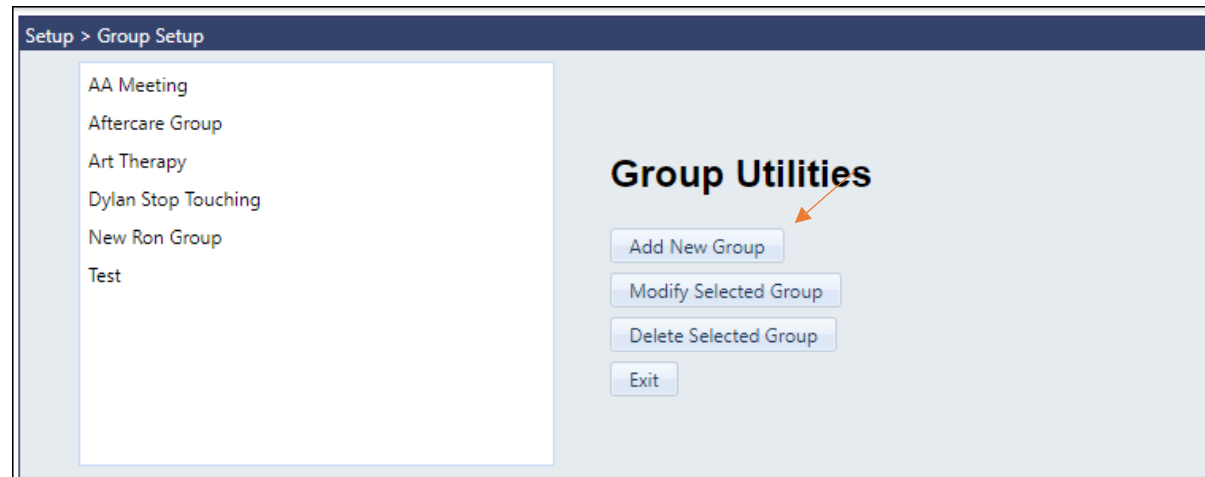 Setup > Group Setup
AA Meeting
Aftercare Group
Art Therapy
Dylan Stop Touching
New Ron Group
Test
Group Utilities
Add New Group
Modify Selected Group
Delete Selected Group
Exit